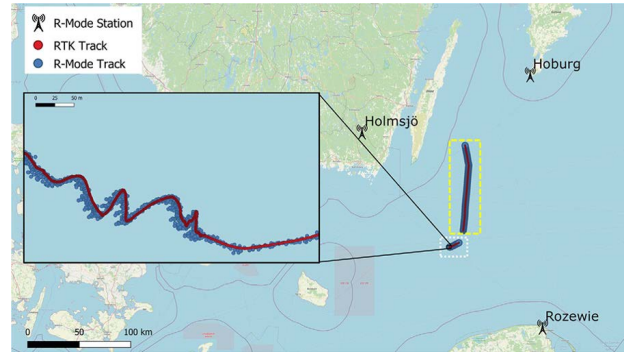 R-Mode Station
RTK Track
R-Mode Track
Hoburg
0 25 50 m
Holmsjö
Rozewie
0 50 100 km